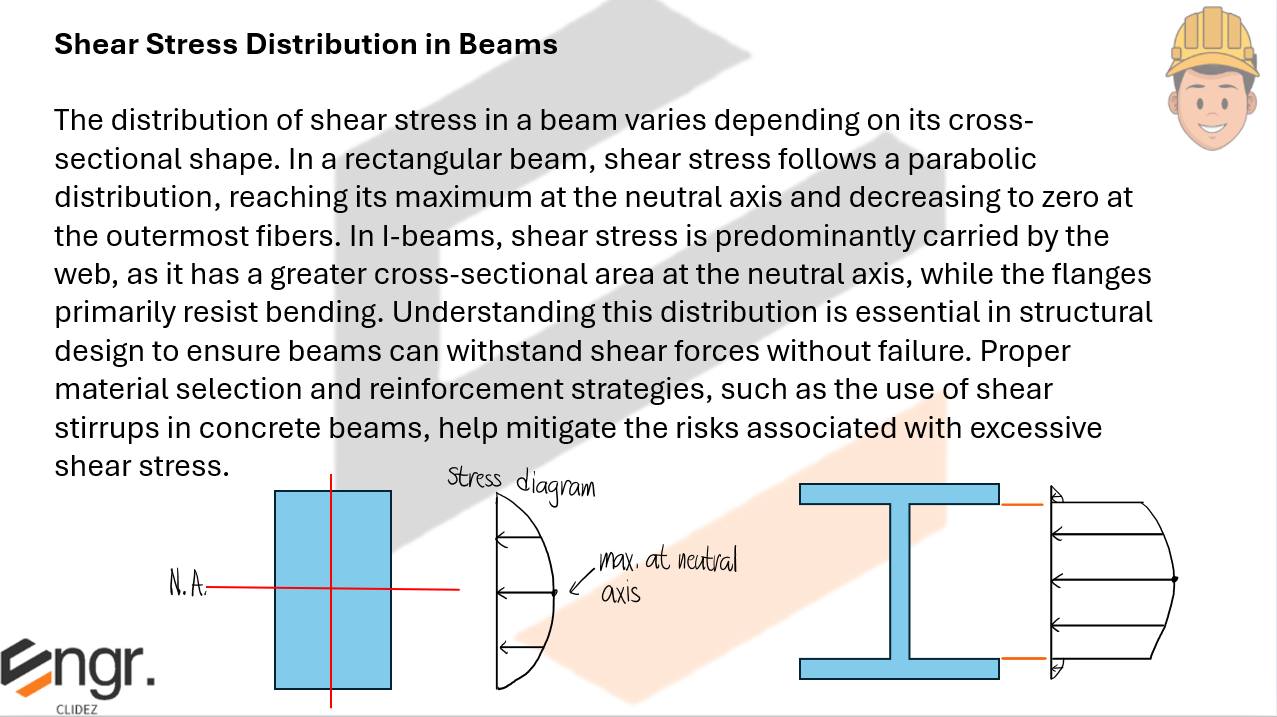 Shear Stress Distribution in Beams
The distribution of shear stress in a beam varies depending on its cross-
sectional shape. In a rectangular beam, shear stress follows a parabolic
distribution, reaching its maximum at the neutral axis and decreasing to zero at
the outermost fibers. In I-beams, shear stress is predominantly carried by the
web, as it has a greater cross-sectional area at the neutral axis, while the flanges
primarily resist bending. Understanding this distribution is essential in structural
design to ensure beams can withstand shear forces without failure. Proper
material selection and reinforcement strategies, such as the use of shear
stirrups in concrete beams, help mitigate the risks associated with excessive
shear stress.
Stress diagram
max. at neutral
axis
N.A.
Engr.
CLIDEZ